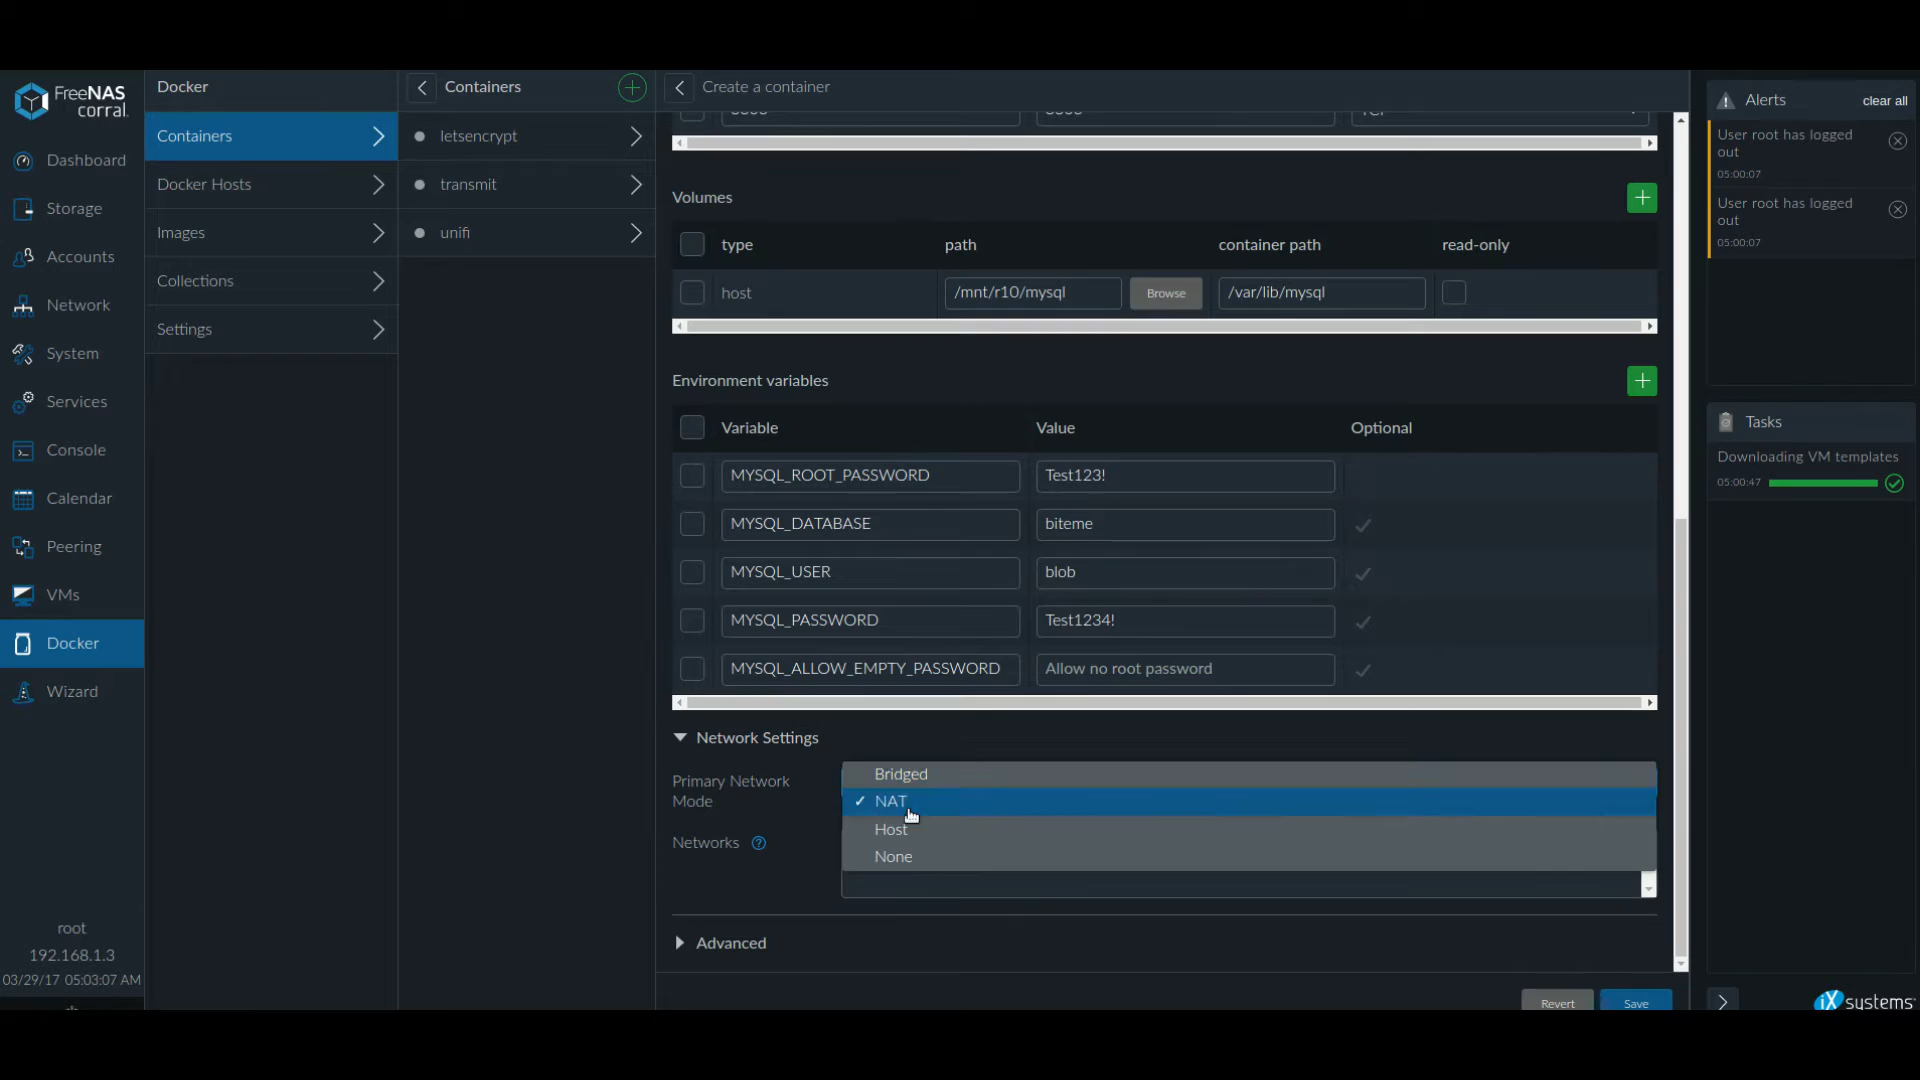 FreeNAS
corral.
Dashboard
Storage
Accounts
Network
System
Services
Console
Calendar
Peering
VMs
Docker
Wizard
root
192.168.1.3
03/29/17 05:03:07 AM
Docker
Containers
Docker Hosts
Images
Collections
Settings
Containers
letsencrypt
transmit
unifi
Create a container
Volumes
type path container path read-only
host /mnt/r10/mysql Browse /var/lib/mysql
Environment variables
Variable Value Optional
MYSQL_ROOT_PASSWORD Test123!
MYSQL_DATABASE biteme
MYSQL_USER blob
MYSQL_PASSWORD Test1234!
MYSQL_ALLOW_EMPTY_PASSWORD Allow no root password
Network Settings
Primary Network
Mode
Bridged
NAT
Host
None
Networks
Advanced
Revert Save
Alerts clear all
User root has logged
out
05:00:07
User root has logged
out
05:00:07
Tasks
Downloading VM templates
05:00:47
iXsystems